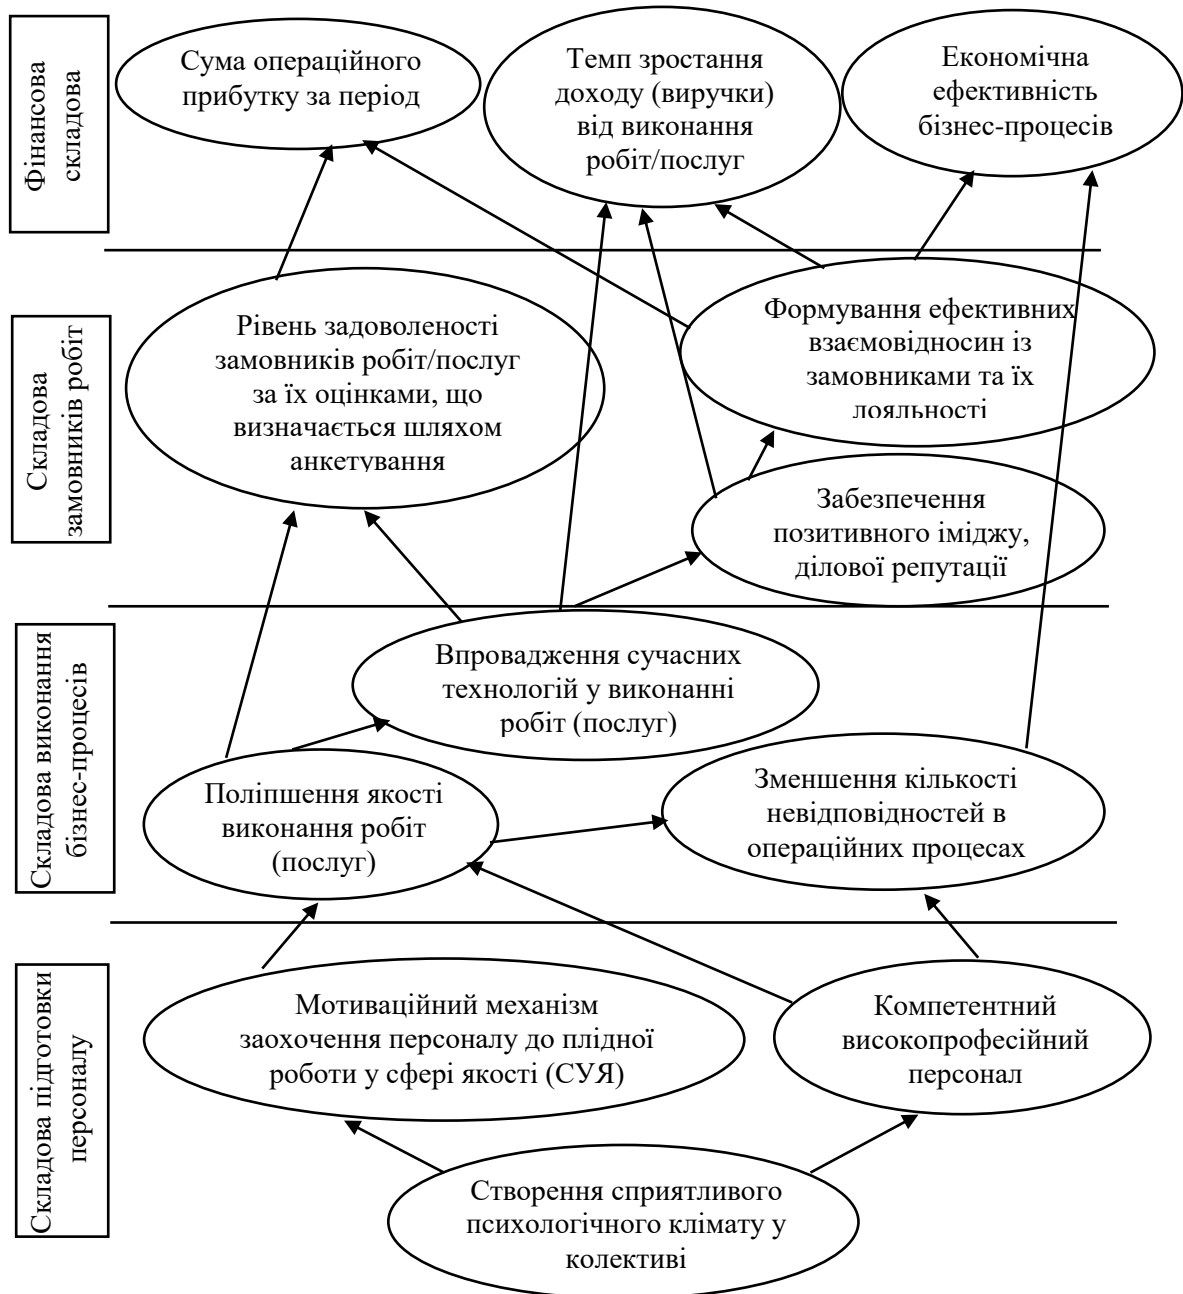 Фінансова
складова
Сума операційного
прибутку за період
Темп зростання
доходу (виручки)
від виконання
робіт/послуг
Економічна
ефективність
бізнес-процесів
Складова
замовників робіт
Рівень задоволеності
замовників робіт/послуг
за їх оцінками, що
визначається шляхом
анкетування
Формування ефективних
взаємовідносин із
замовниками та їх
лояльності
Забезпечення
позитивного іміджу,
ділової репутації
Складова виконання
бізнес-процесів
Впровадження сучасних
технологій у виконанні
робіт (послуг)
Поліпшення якості
виконання робіт
(послуг)
Зменшення кількості
невідповідностей в
операційних процесах
Складова підготовки
персоналу
Мотиваційний механізм
заохочення персоналу до плідної
роботи у сфері якості (СУЯ)
Компетентний
високопрофесійний
персонал
Створення сприятливого
психологічного клімату у
колективі